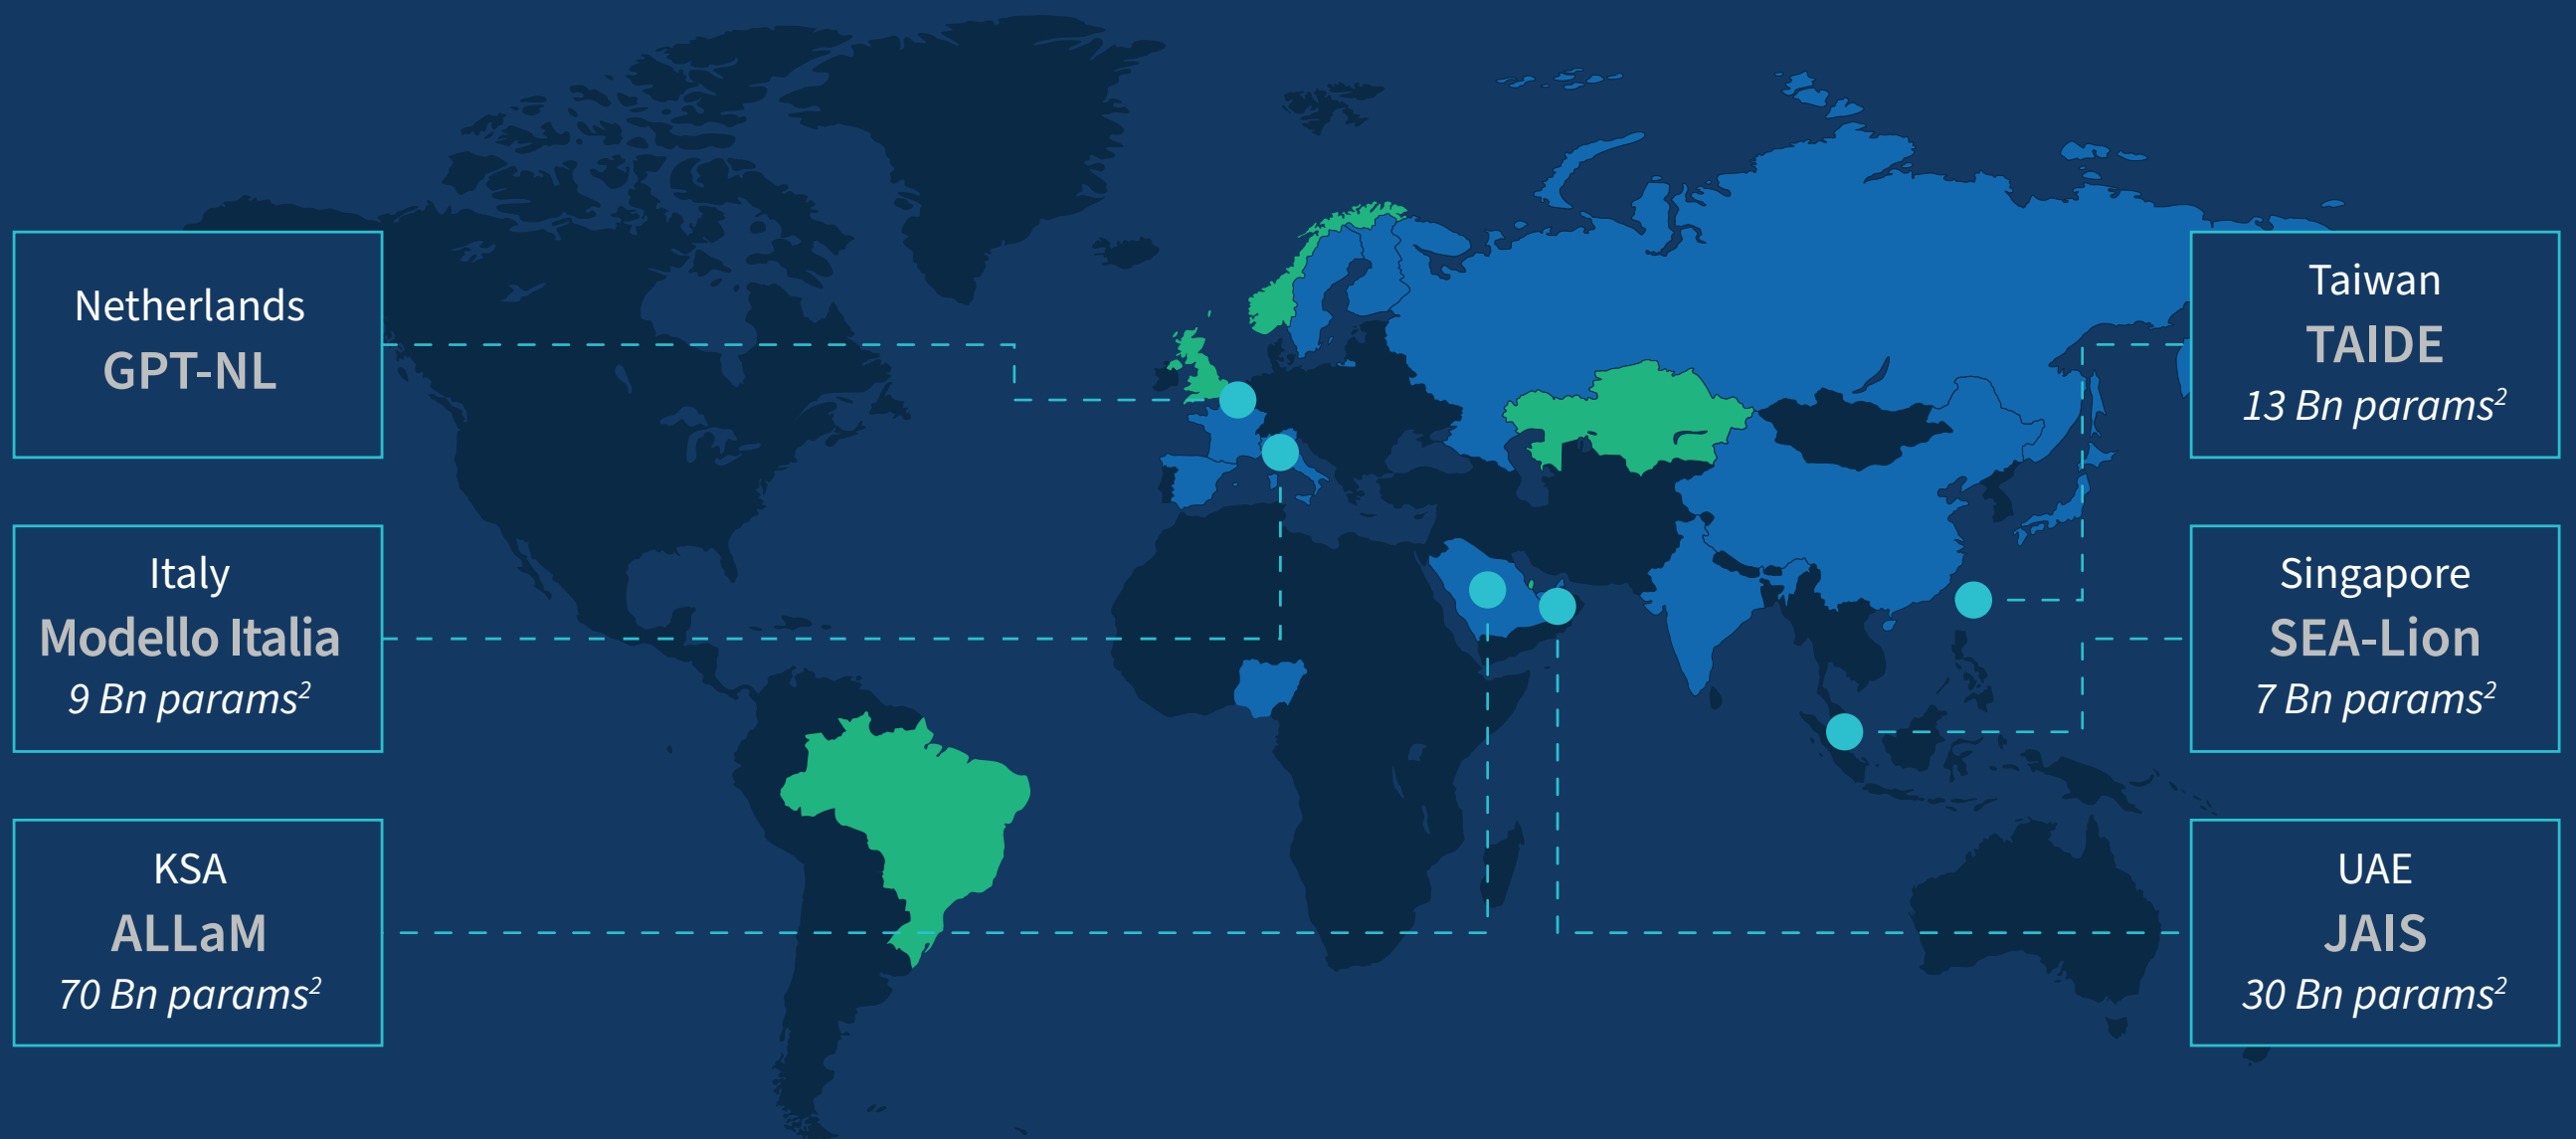 Netherlands
GPT-NL
Italy
Modello Italia
9 Bn params²
KSA
ALLaM
70 Bn params²
Taiwan
TAIDE
13 Bn params²
Singapore
SEA-Lion
7 Bn params²
UAE
JAIS
30 Bn params²